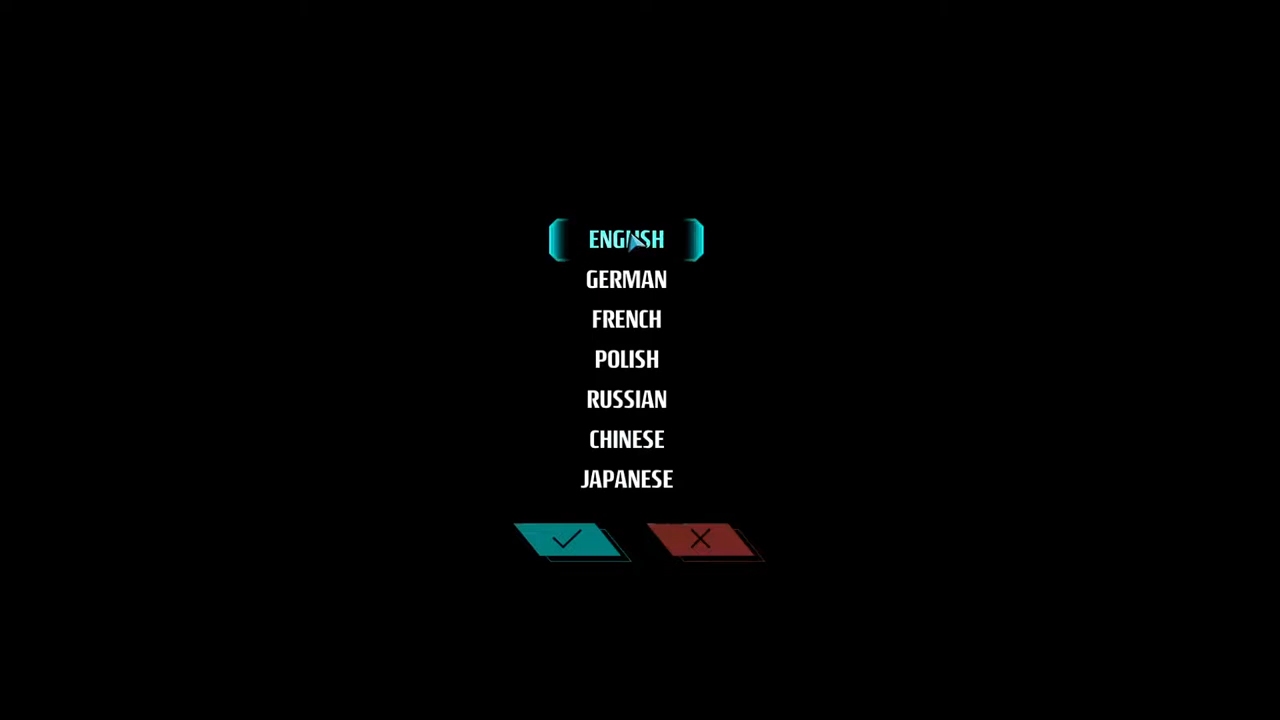 ENGLISH
GERMAN
FRENCH
POLISH
RUSSIAN
CHINESE
JAPANESE